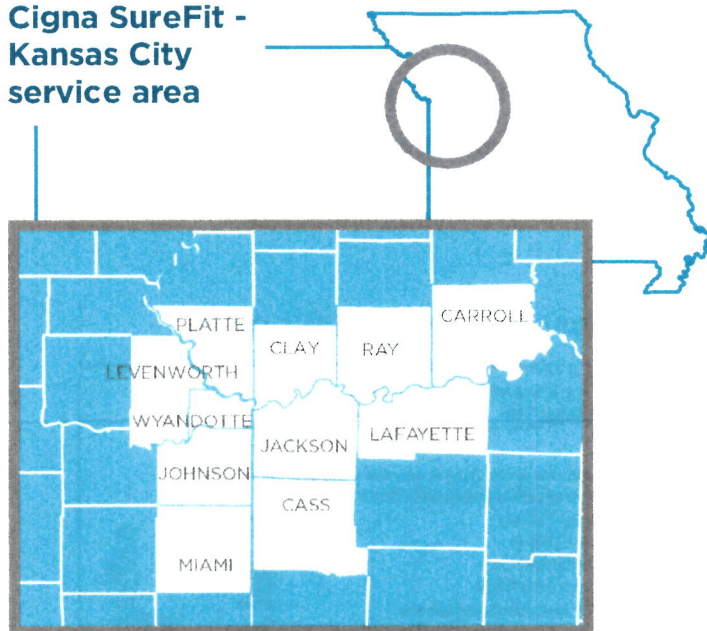 Cigna SureFit -
Kansas City
service area
CARROLL
PLATTE
CLAY
RAY
LEVENWORTH
WYANDOTTE
LAFAYETTE
JACKSON
JOHNSON
CASS
MIAMI